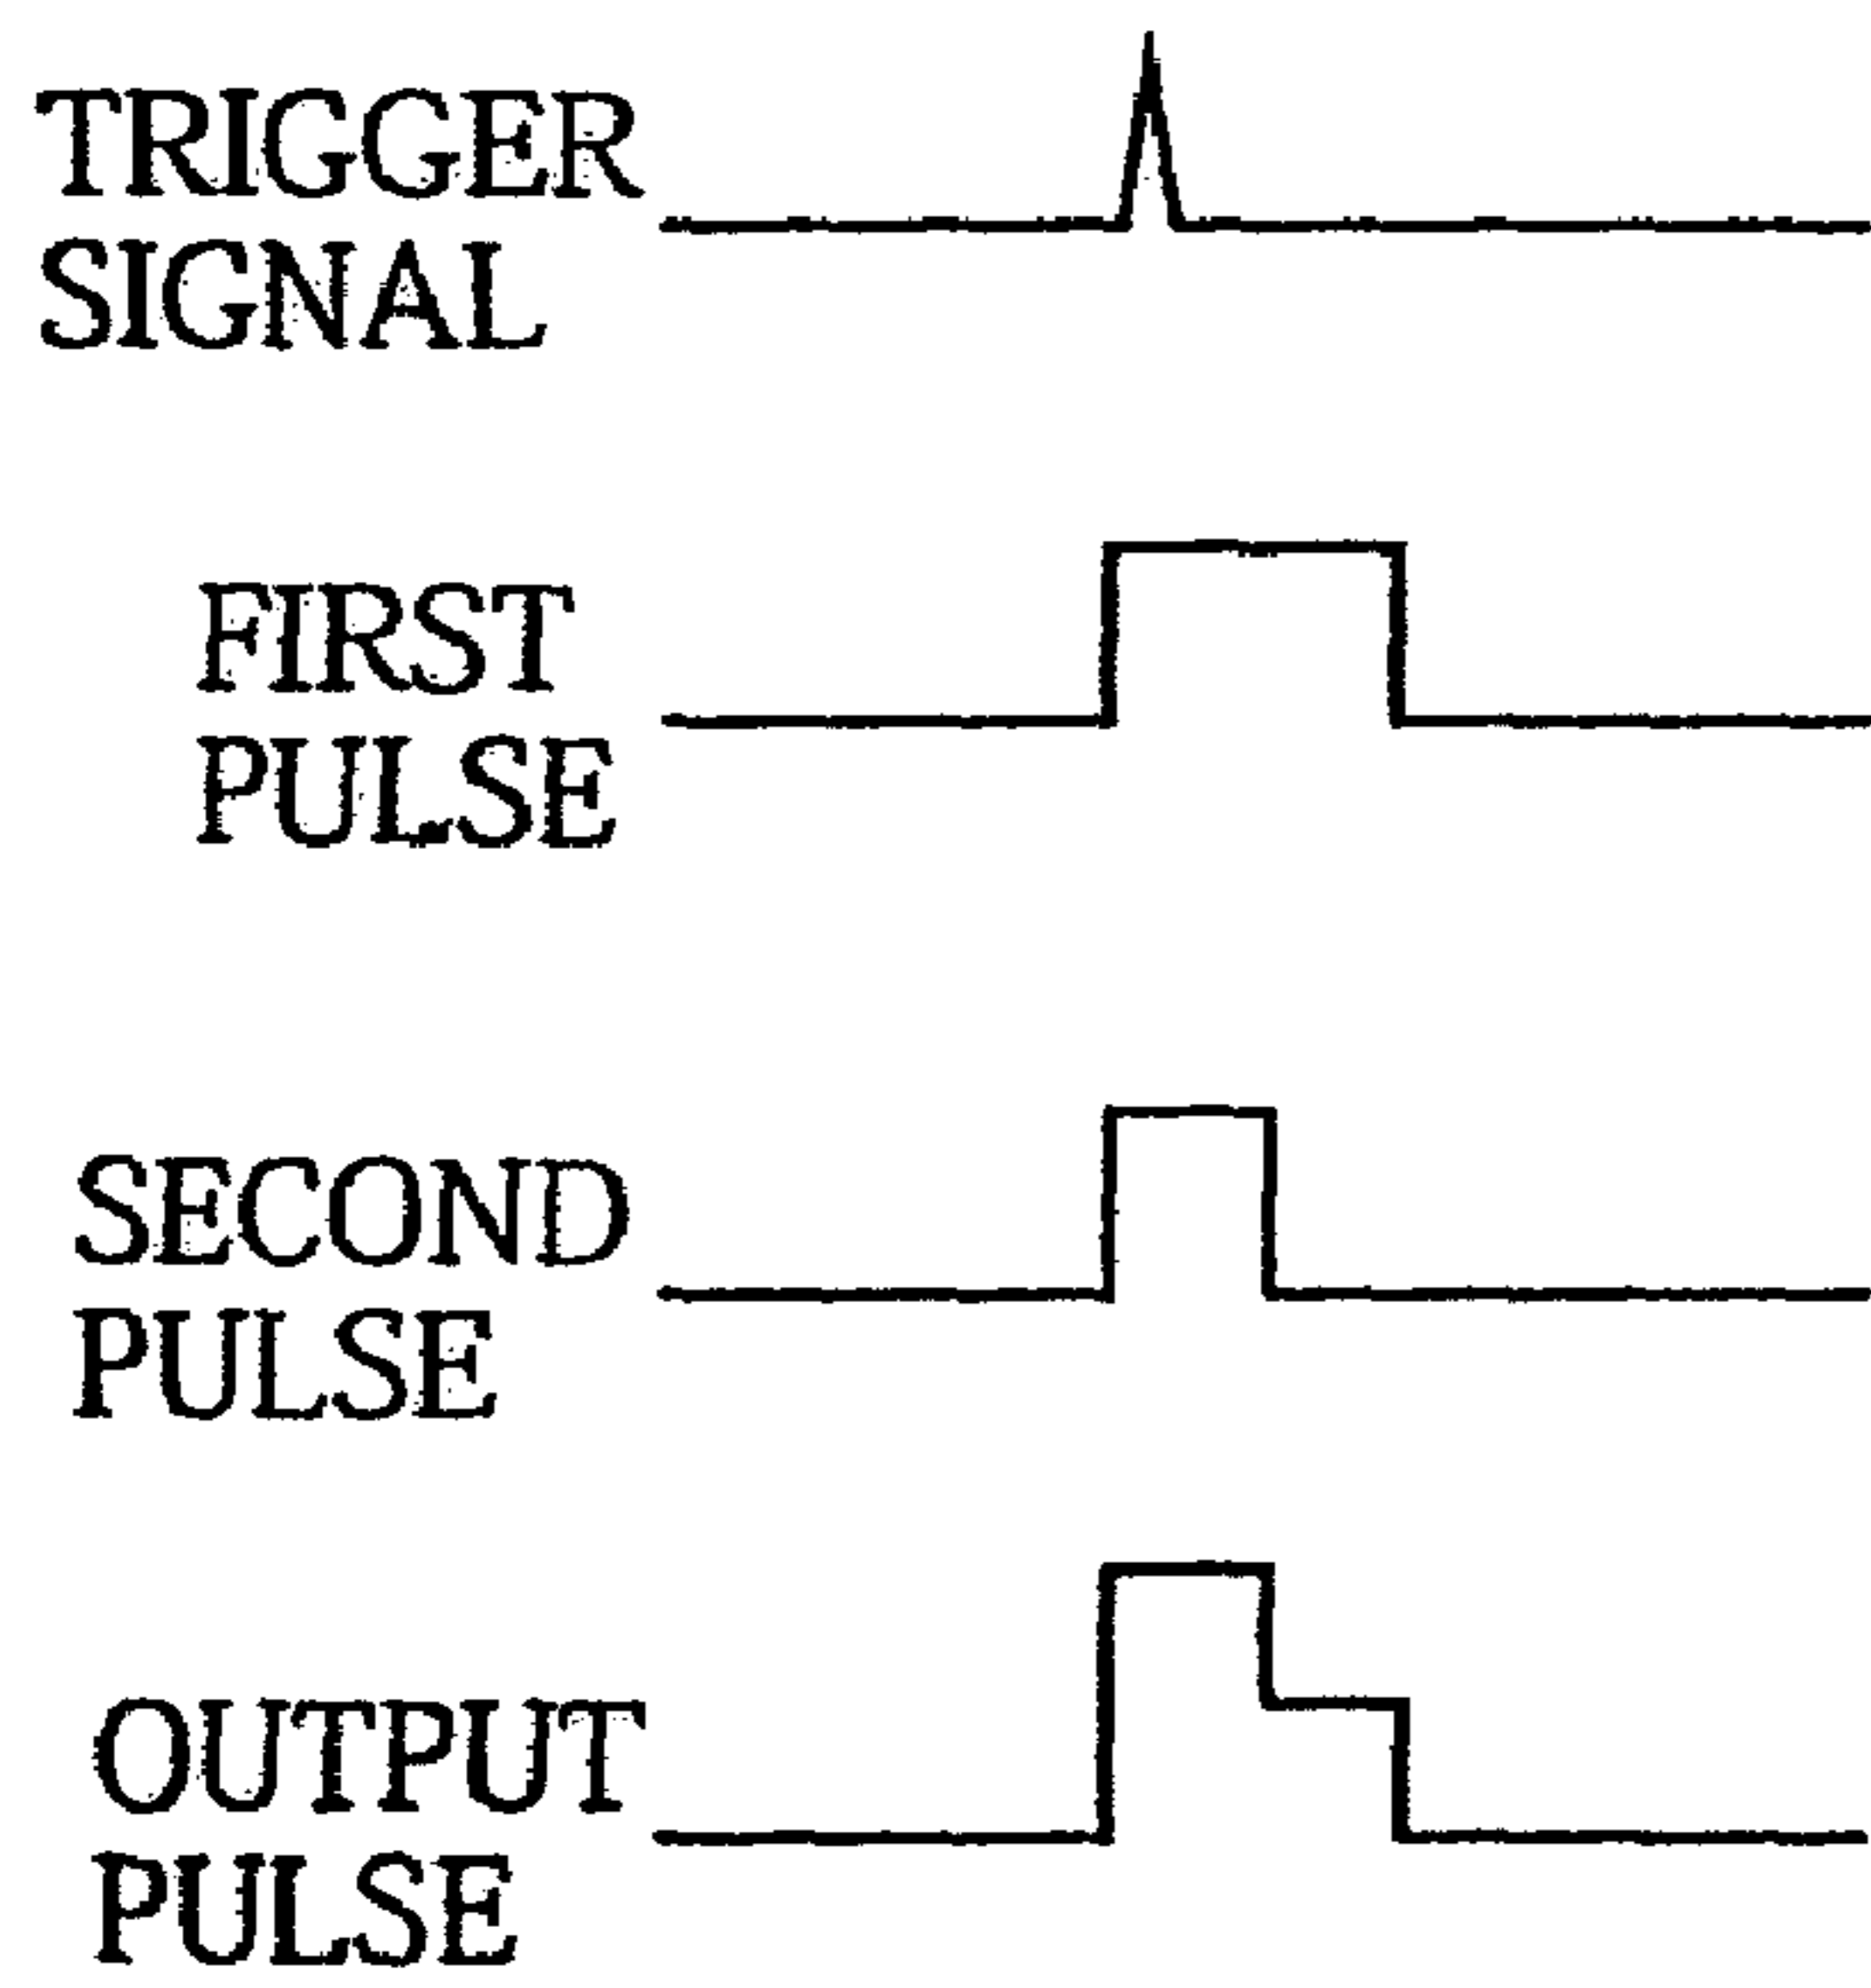 TRIGGER
SIGNAL
FIRST
PULSE
SECOND
PULSE
OUTPUT
PULSE